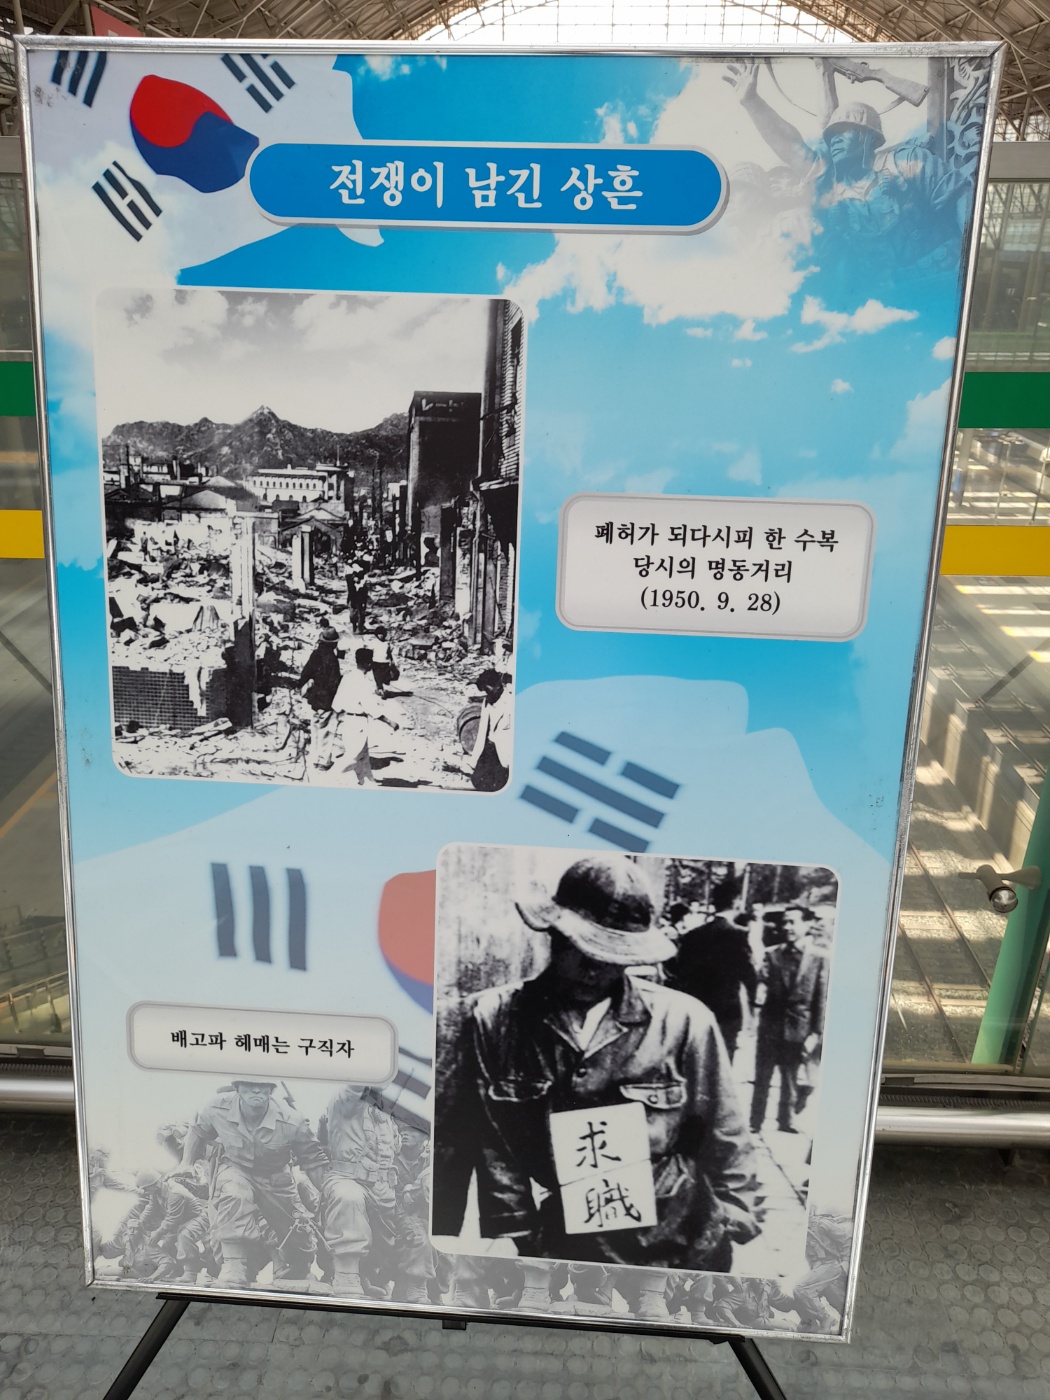 전쟁이 남긴 상흔
폐허가 되다시피 한 수복
당시의 명동거리
(1950. 9. 28)
배고파 헤매는 구직자
求
職